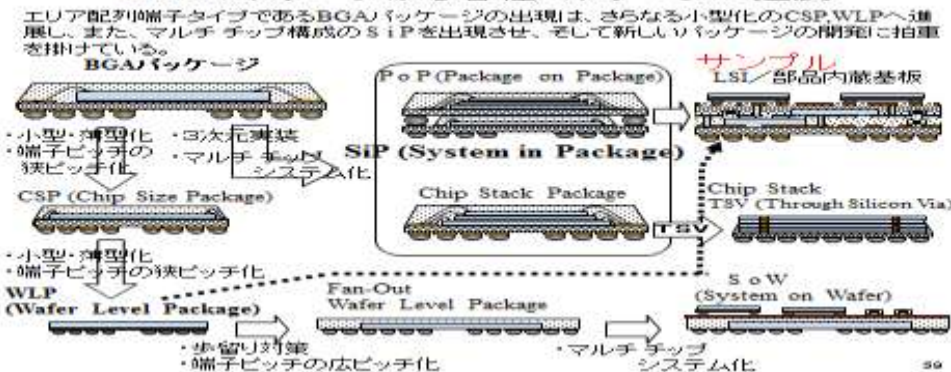 エリア配列端子タイプであるBGAパッケージの出現は、さらなる小型化のCSP,WLPへ進
展し、また、マルチ チップ構成のSiPを出現させ、そして新しいパッケージの開発に拍車
を掛けている。
BGAパッケージ
PoP(Package on Package)
サンプル
LSI/部品内蔵基板
・小型・薄型化
・端子ピッチの
狭ピッチ化
・3次元実装
・マルチ チップ
システム化
SiP (System in Package)
CSP (Chip Size Package)
Chip Stack Package
TSV
Chip Stack
TSV (Through Silicon Via)
・小型・薄型化
・端子ピッチの狭ピッチ化
WLP
(Wafer Level Package)
Fan-Out
Wafer Level Package
SoW
(System on Wafer)
・歩留り対策
・端子ピッチの広ピッチ化
・マルチ チップ
システム化
59